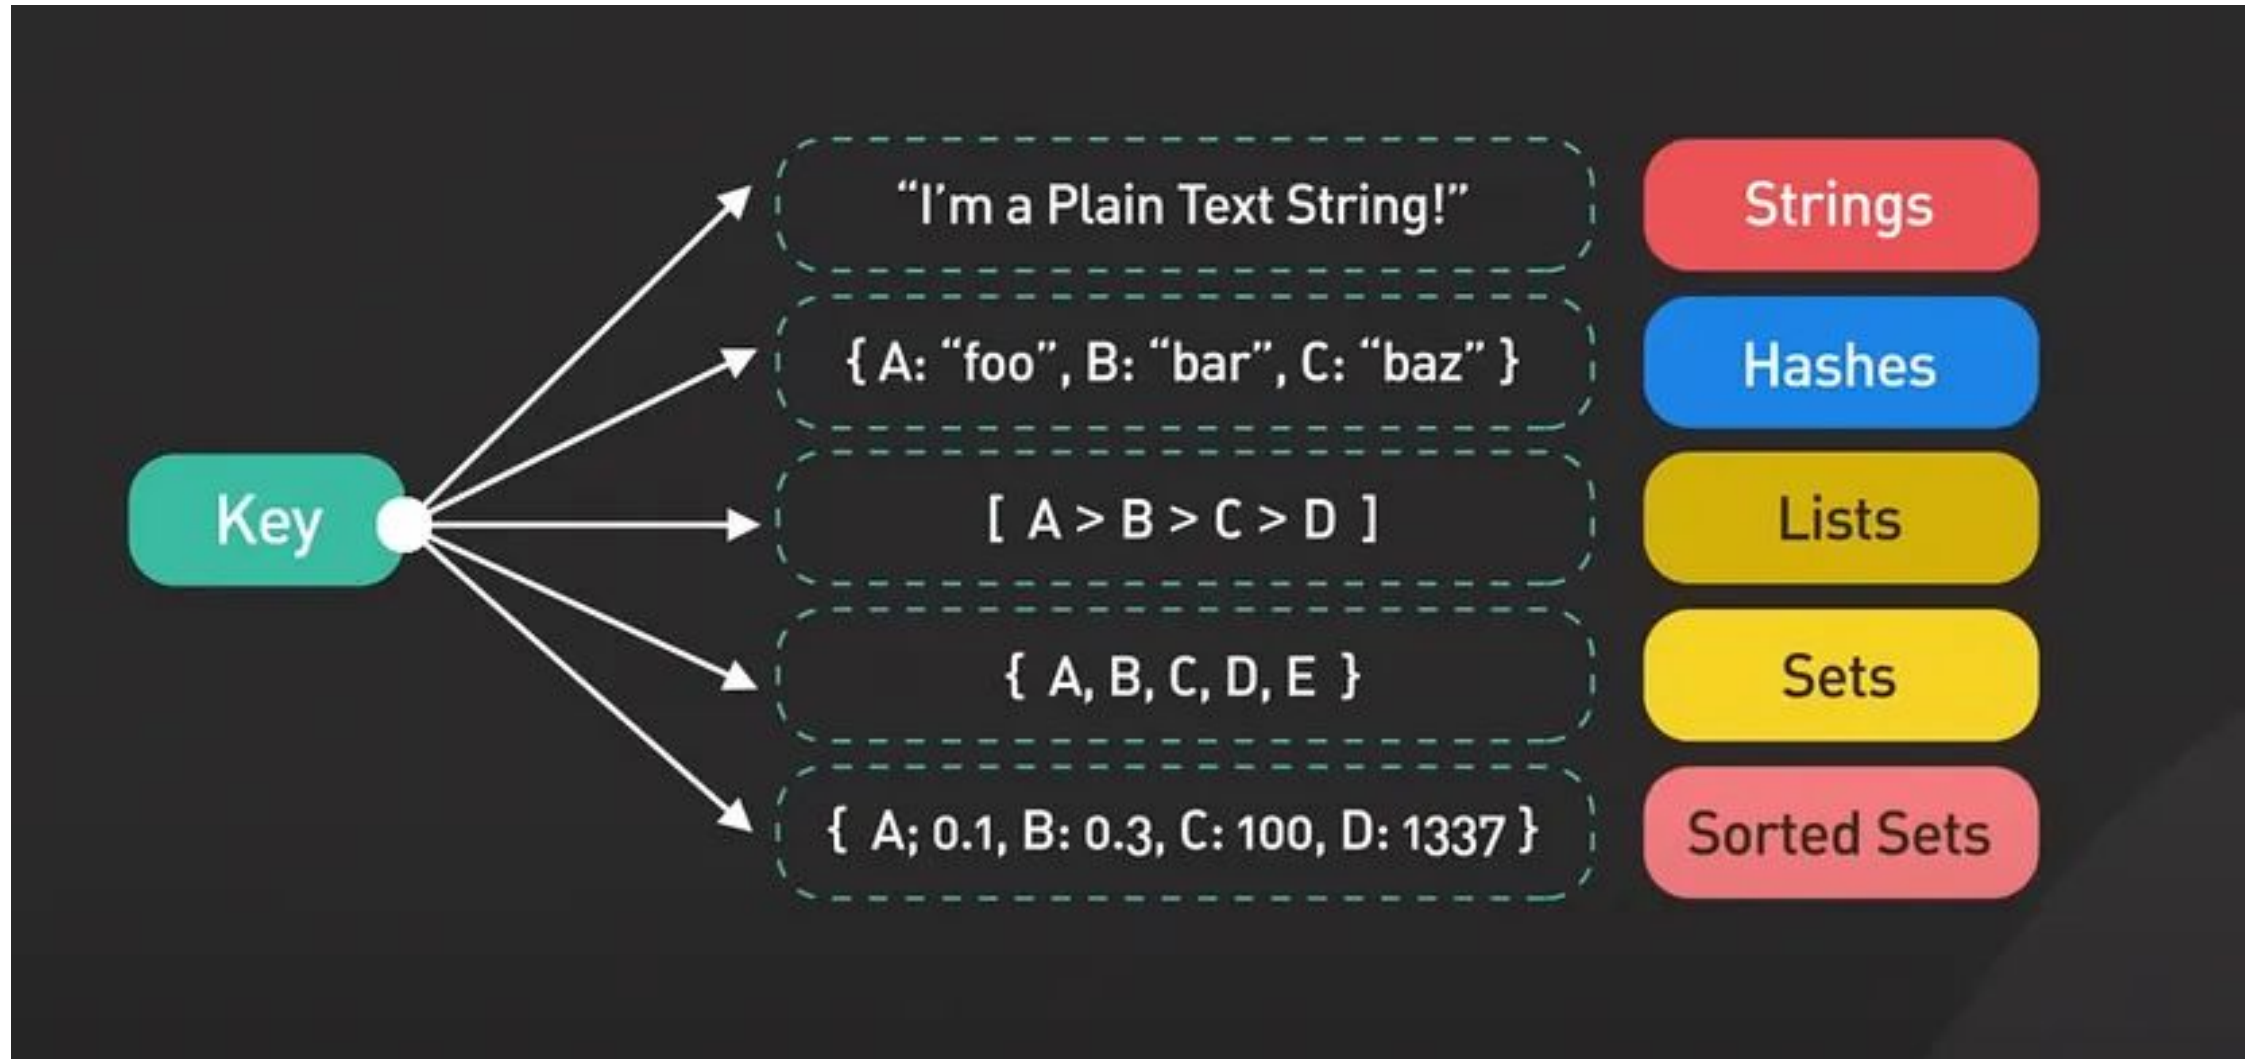 “I’m a Plain Text String!”
Strings
{ A: “foo”, B: “bar”, C: “baz” }
Hashes
Key
[ A > B > C > D ]
Lists
{ A, B, C, D, E }
Sets
{ A; 0.1, B: 0.3, C: 100, D: 1337 }
Sorted Sets